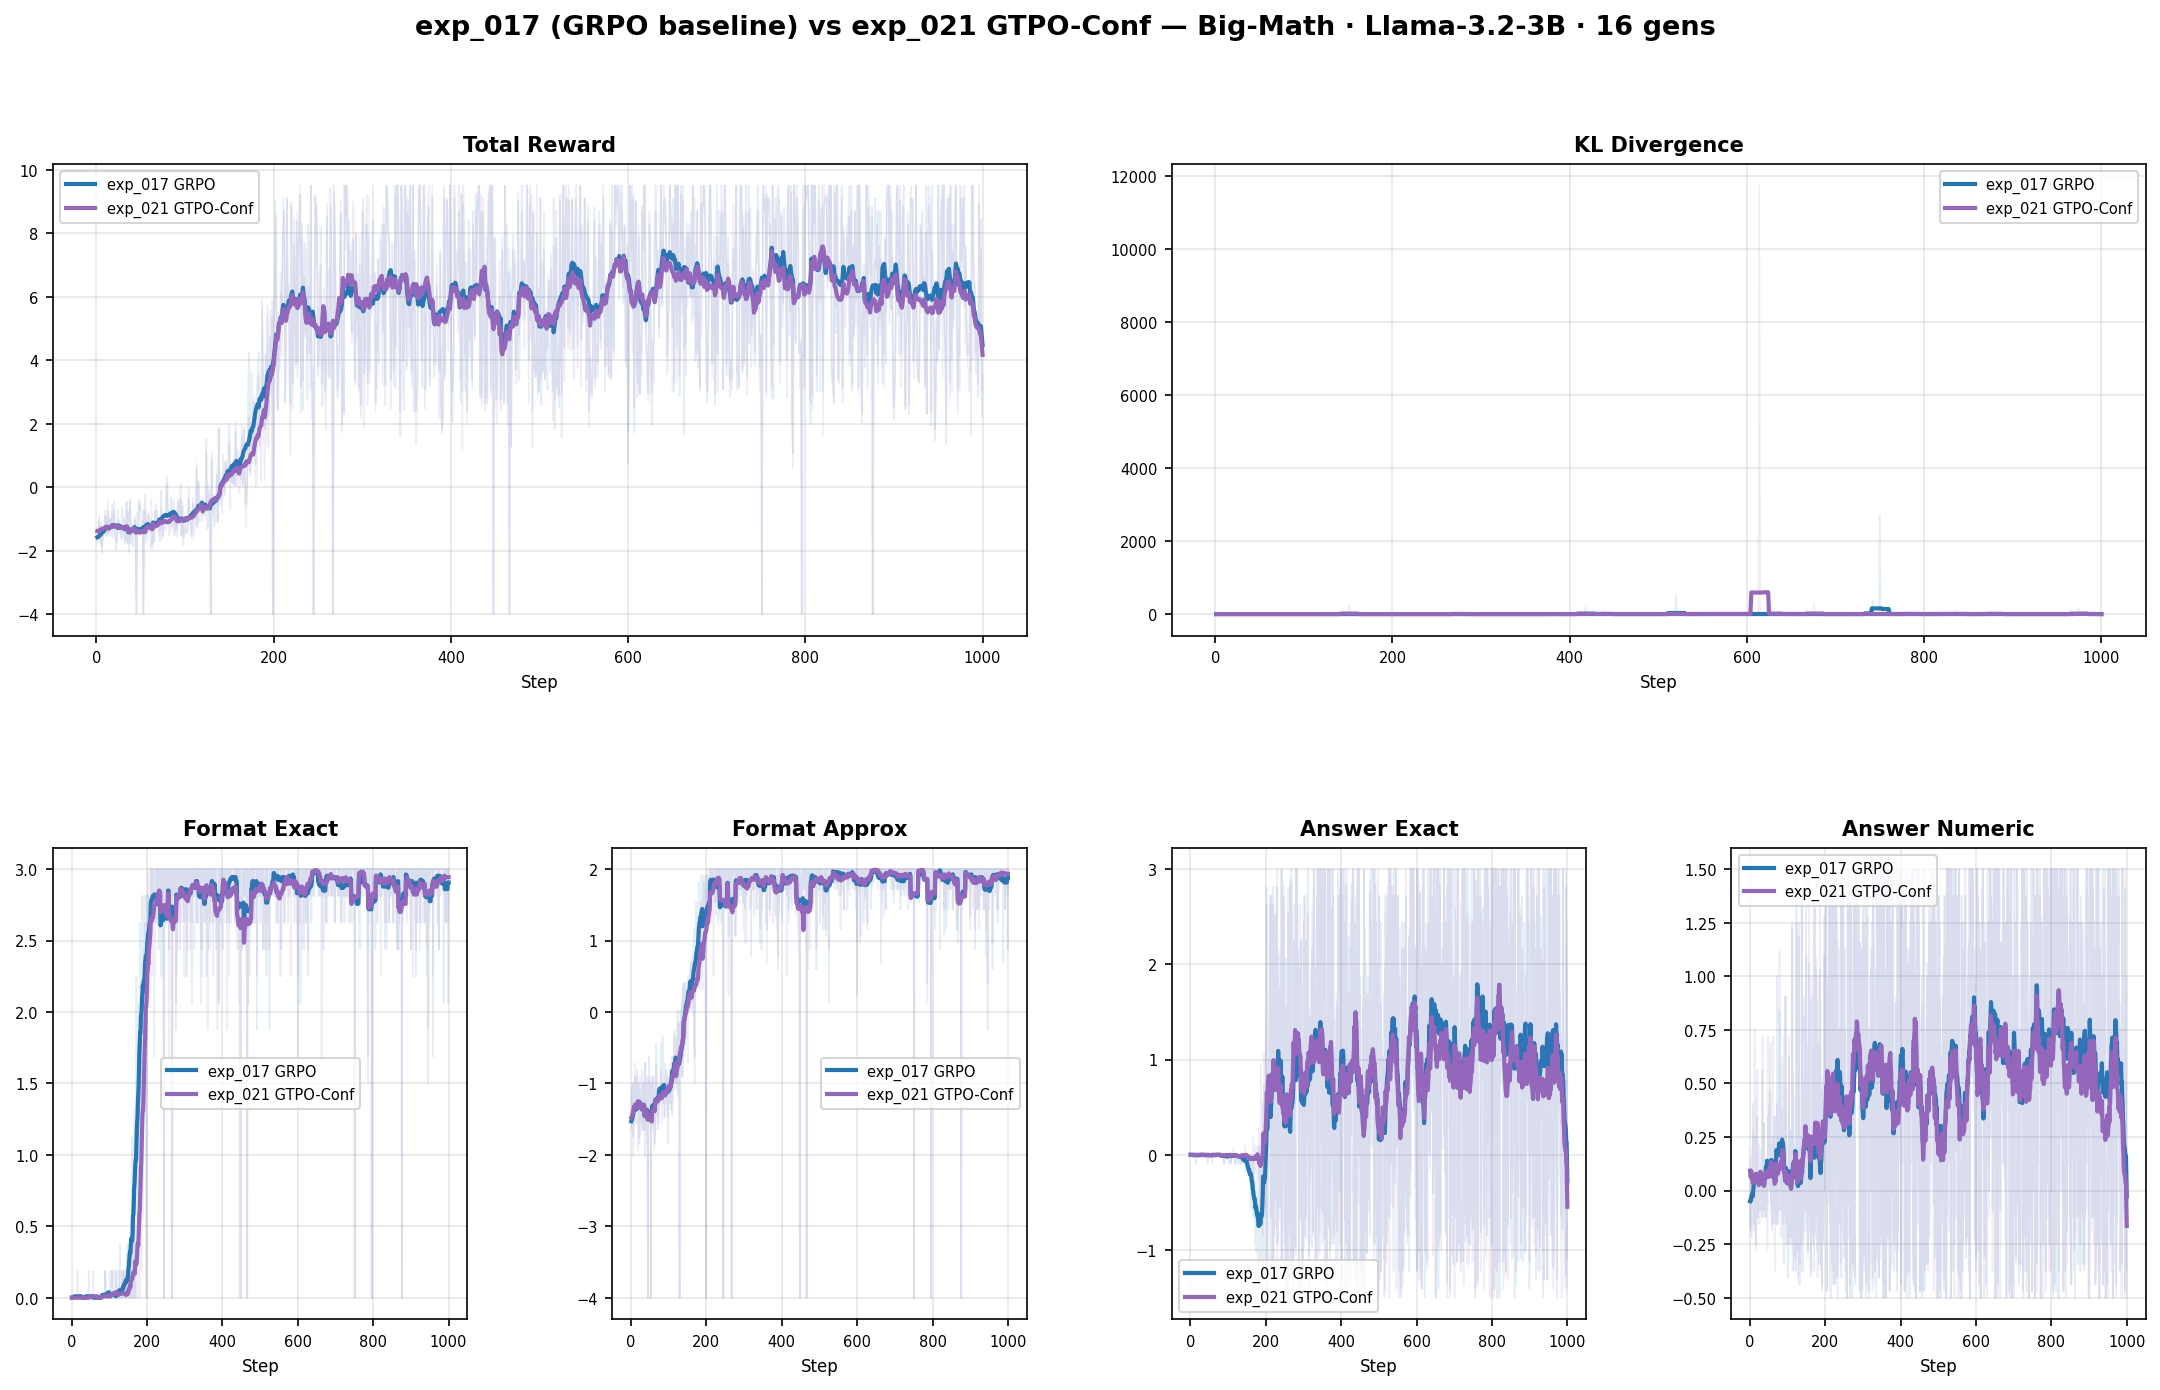 exp_017 (GRPO baseline) vs exp_021 GTPO-Conf — Big-Math · Llama-3.2-3B · 16 gens
Total Reward
exp_017 GRPO
exp_021 GTPO-Conf
10
8
6
4
2
0
−2
−4
0 200 400 600 800 1000
Step
KL Divergence
exp_017 GRPO
exp_021 GTPO-Conf
12000
10000
8000
6000
4000
2000
0
0 200 400 600 800 1000
Step
Format Exact
3.0
2.5
2.0
1.5
1.0
0.5
0.0
exp_017 GRPO
exp_021 GTPO-Conf
0 200 400 600 800 1000
Step
Format Approx
2
1
0
−1
−2
−3
−4
exp_017 GRPO
exp_021 GTPO-Conf
0 200 400 600 800 1000
Step
Answer Exact
3
2
1
0
−1
exp_017 GRPO
exp_021 GTPO-Conf
0 200 400 600 800 1000
Step
Answer Numeric
exp_017 GRPO
exp_021 GTPO-Conf
1.50
1.25
1.00
0.75
0.50
0.25
0.00
−0.25
−0.50
0 200 400 600 800 1000
Step